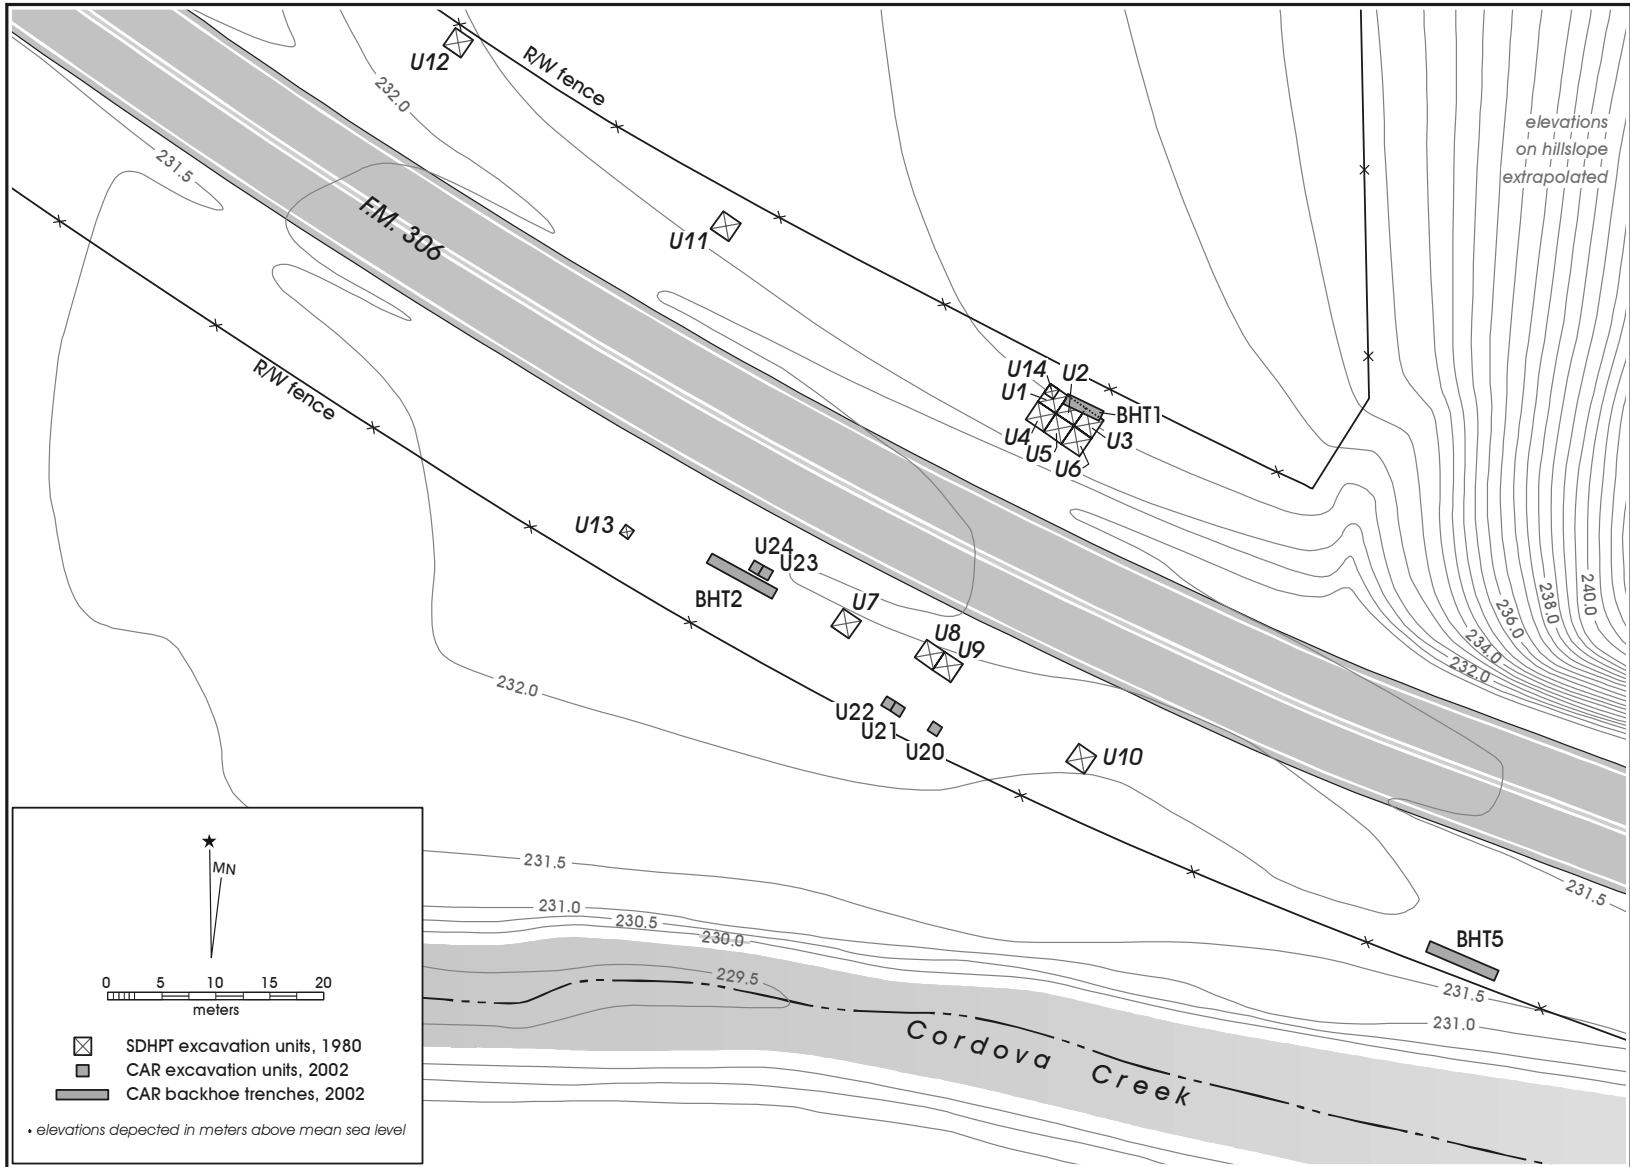 U12
R/W fence
232.0
elevations
on hillslope
extrapolated
231.5
F.M. 306
U11
R/W fence
U14
U2
U1
BHT1
U4
U3
U5
U6
U13
U24
U23
BHT2
U7
U8
U9
240.0
238.0
236.0
234.0
232.0
232.0
U22
U21
U20
U10
231.5
231.5
231.0
230.5
230.0
229.5
BHT5
231.5
231.0
Cordova Creek
MN
0 5 10 15 20
meters
SDHPT excavation units, 1980
CAR excavation units, 2002
CAR backhoe trenches, 2002
• elevations depected in meters above mean sea level